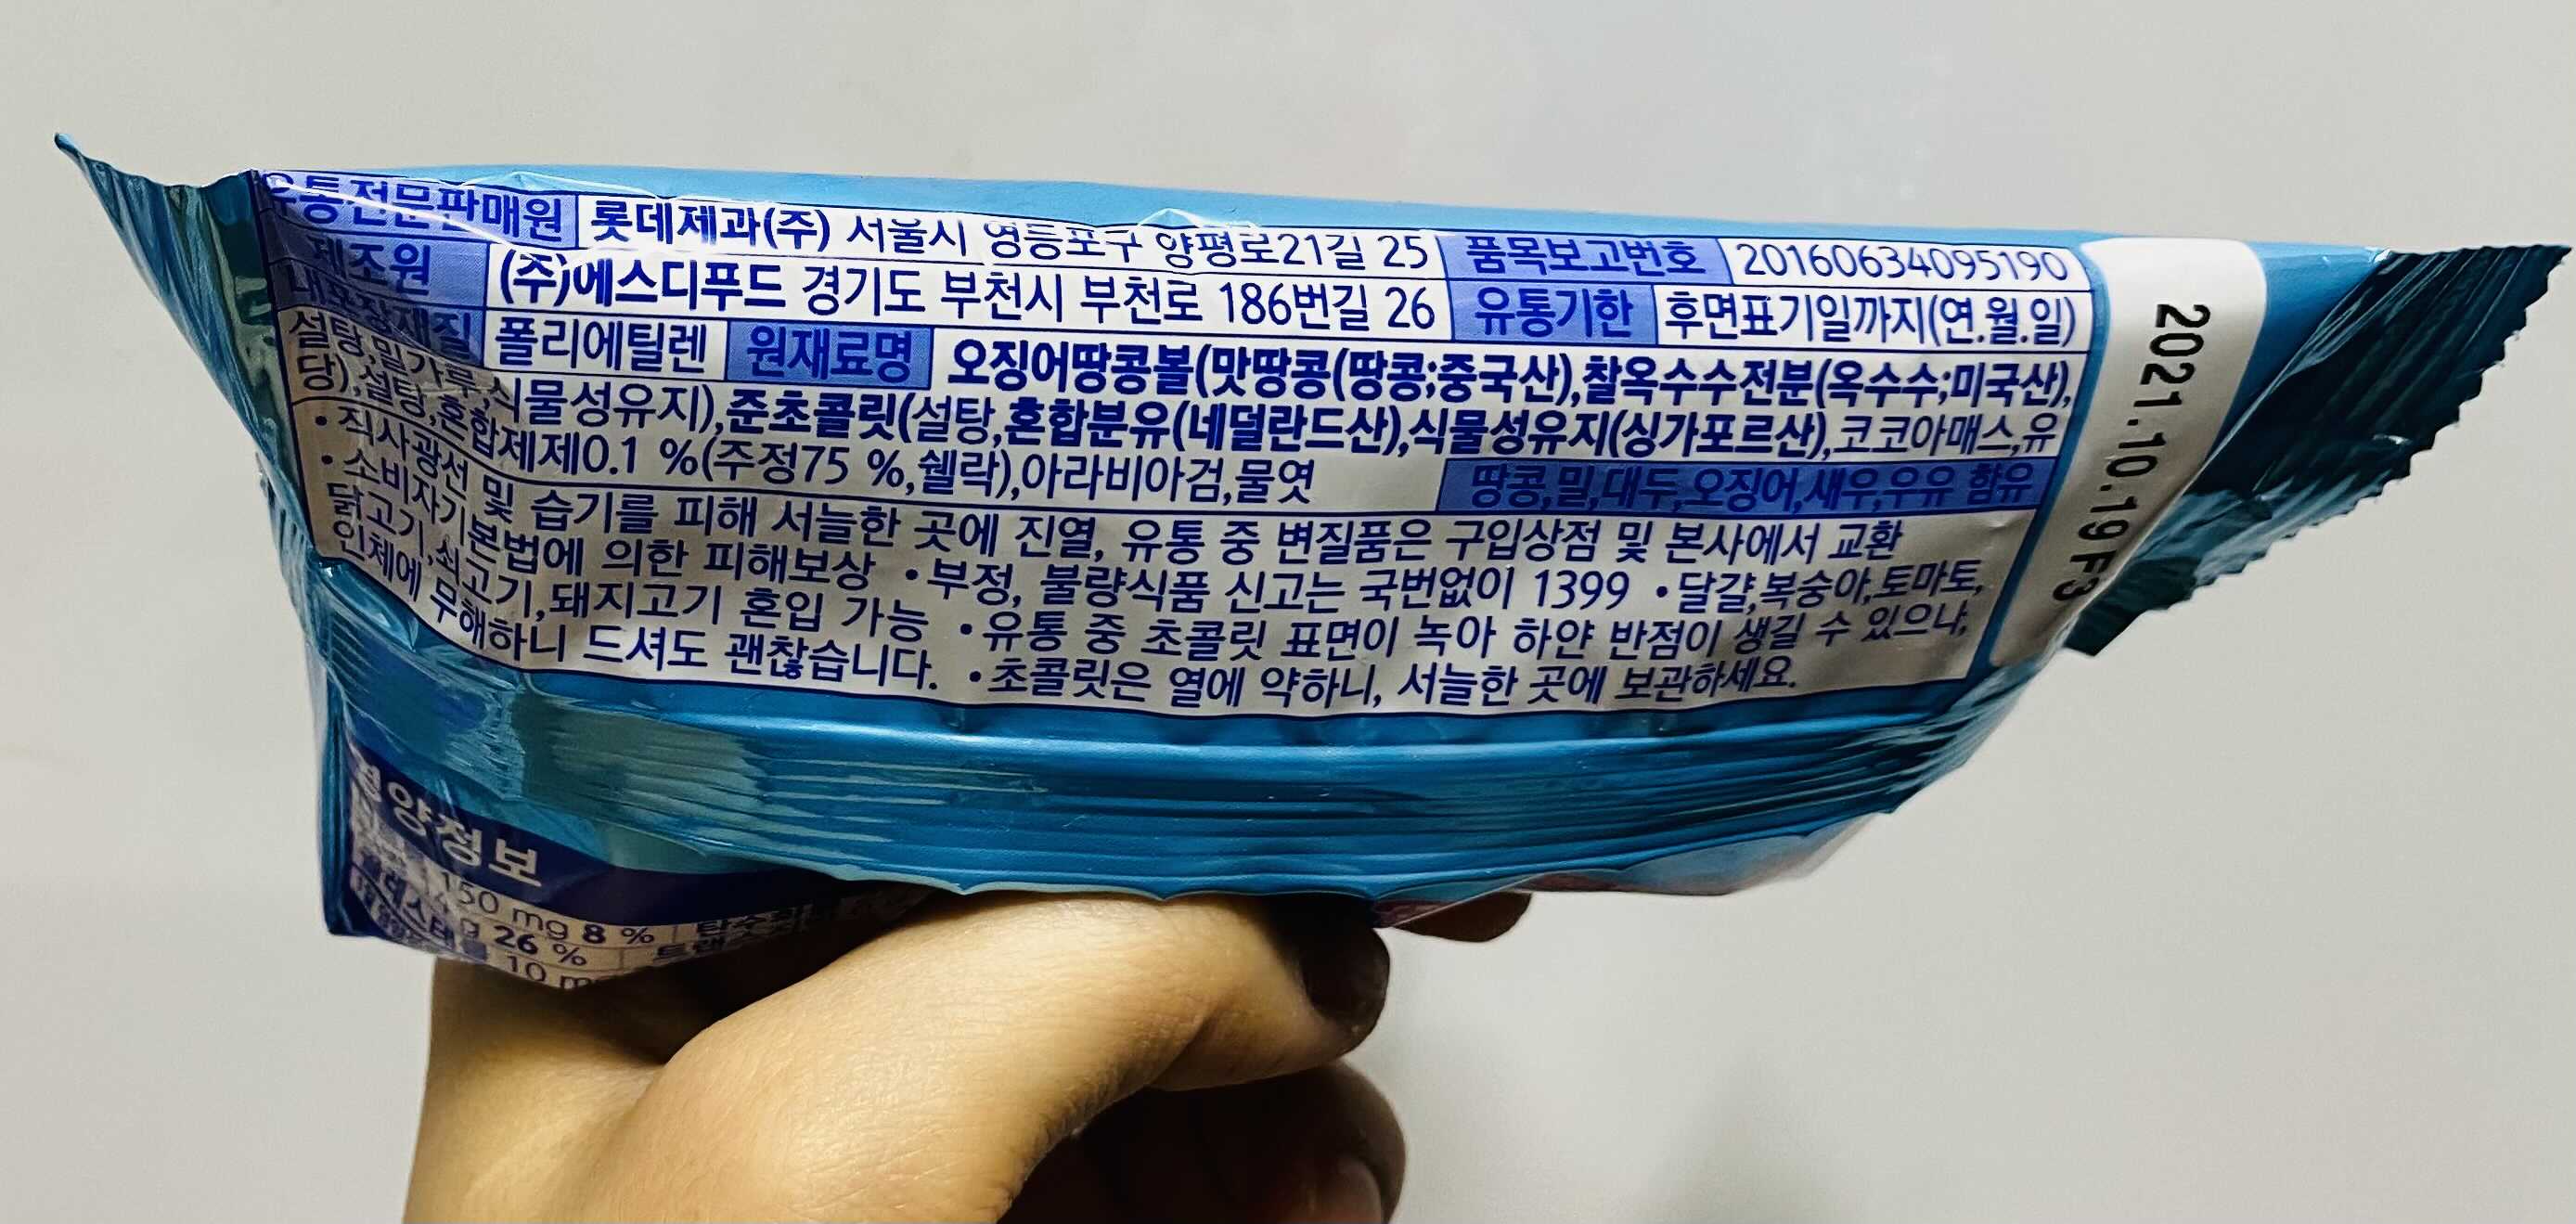 유통전문판매원 롯데제과(주) 서울시 영등포구 양평로21길 25 품목보고번호 20160634095190
제조원 (주)에스디푸드 경기도 부천시 부천로 186번길 26 유통기한 후면표기일까지(연.월.일)
내포장재질 폴리에틸렌 원재료명 오징어땅콩볼(맛땅콩(땅콩;중국산),찰옥수수전분(옥수수;미국산),
설탕,밀가루,식물성유지),준초콜릿(설탕,혼합분유(네덜란드산),식물성유지(싱가포르산),코코아매스,유
당),설탕,혼합제제0.1 %(주정75 %,쉘락),아라비아검,물엿 땅콩,밀,대두,오징어,새우,우유 함유
• 직사광선 및 습기를 피해 서늘한 곳에 진열, 유통 중 변질품은 구입상점 및 본사에서 교환
• 소비자기본법에 의한 피해보상 • 부정, 불량식품 신고는 국번없이 1399 • 달걀,복숭아,토마토,
닭고기,쇠고기,돼지고기 혼입 가능 • 유통 중 초콜릿 표면이 녹아 하얀 반점이 생길 수 있으나,
인체에 무해하니 드셔도 괜찮습니다. • 초콜릿은 열에 약하니, 서늘한 곳에 보관하세요.
2021.10.19 F3
영양정보
150 mg 8 %
g 26 %
10